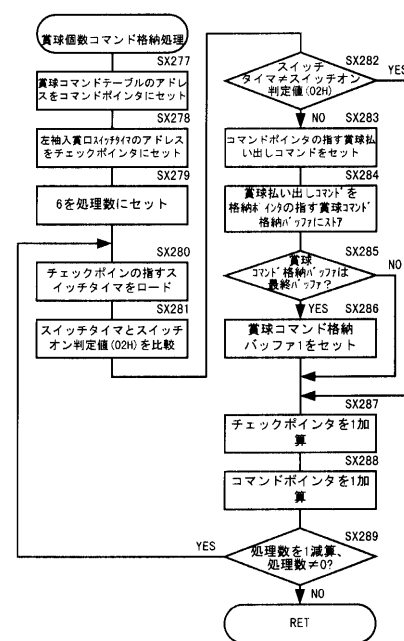 賞球個数コマンド格納処理
SX277
賞球コマンドテーブルのアドレ
スをコマンドポインタにセット
SX278
左袖入賞口スイッチタイマのアドレス
をチェックポインタにセット
SX279
6を処理数にセット
SX280
チェックポインの指すス
イッチタイマをロード
SX281
スイッチタイマとスイッチ
オン判定値(02H)を比較
SX282
スイッチ
タイマ≠スイッチオン
判定値(02H)
YES
NO
SX283
コマンドポインタの指す賞球払
い出しコマンドをセット
SX284
賞球払い出しコマンドを
格納ポインタの指す賞球コマンド
格納バッファにストア
SX285
賞球
コマンド格納バッファは
最終バッファ?
NO
YES
SX286
賞球コマンド格納
バッファ1をセット
SX287
チェックポインタを1加
算
SX288
コマンドポインタを1加
算
SX289
処理数を1減算、
処理数≠0?
YES
NO
RET